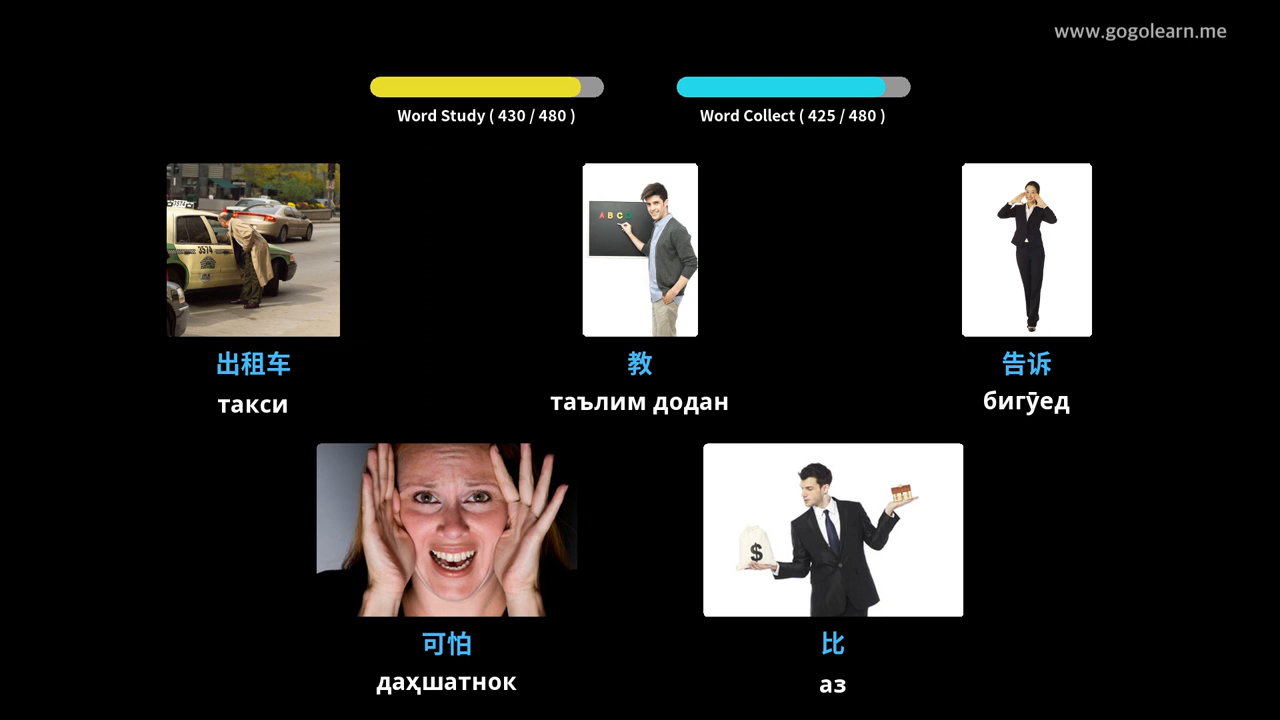 www.gogolearn.me
Word Study ( 430 / 480 )
Word Collect ( 425 / 480 )
3574
A B C D
出租车
такси
教
таълим додан
告诉
бигӯед
$
可怕
даҳшатнок
比
аз